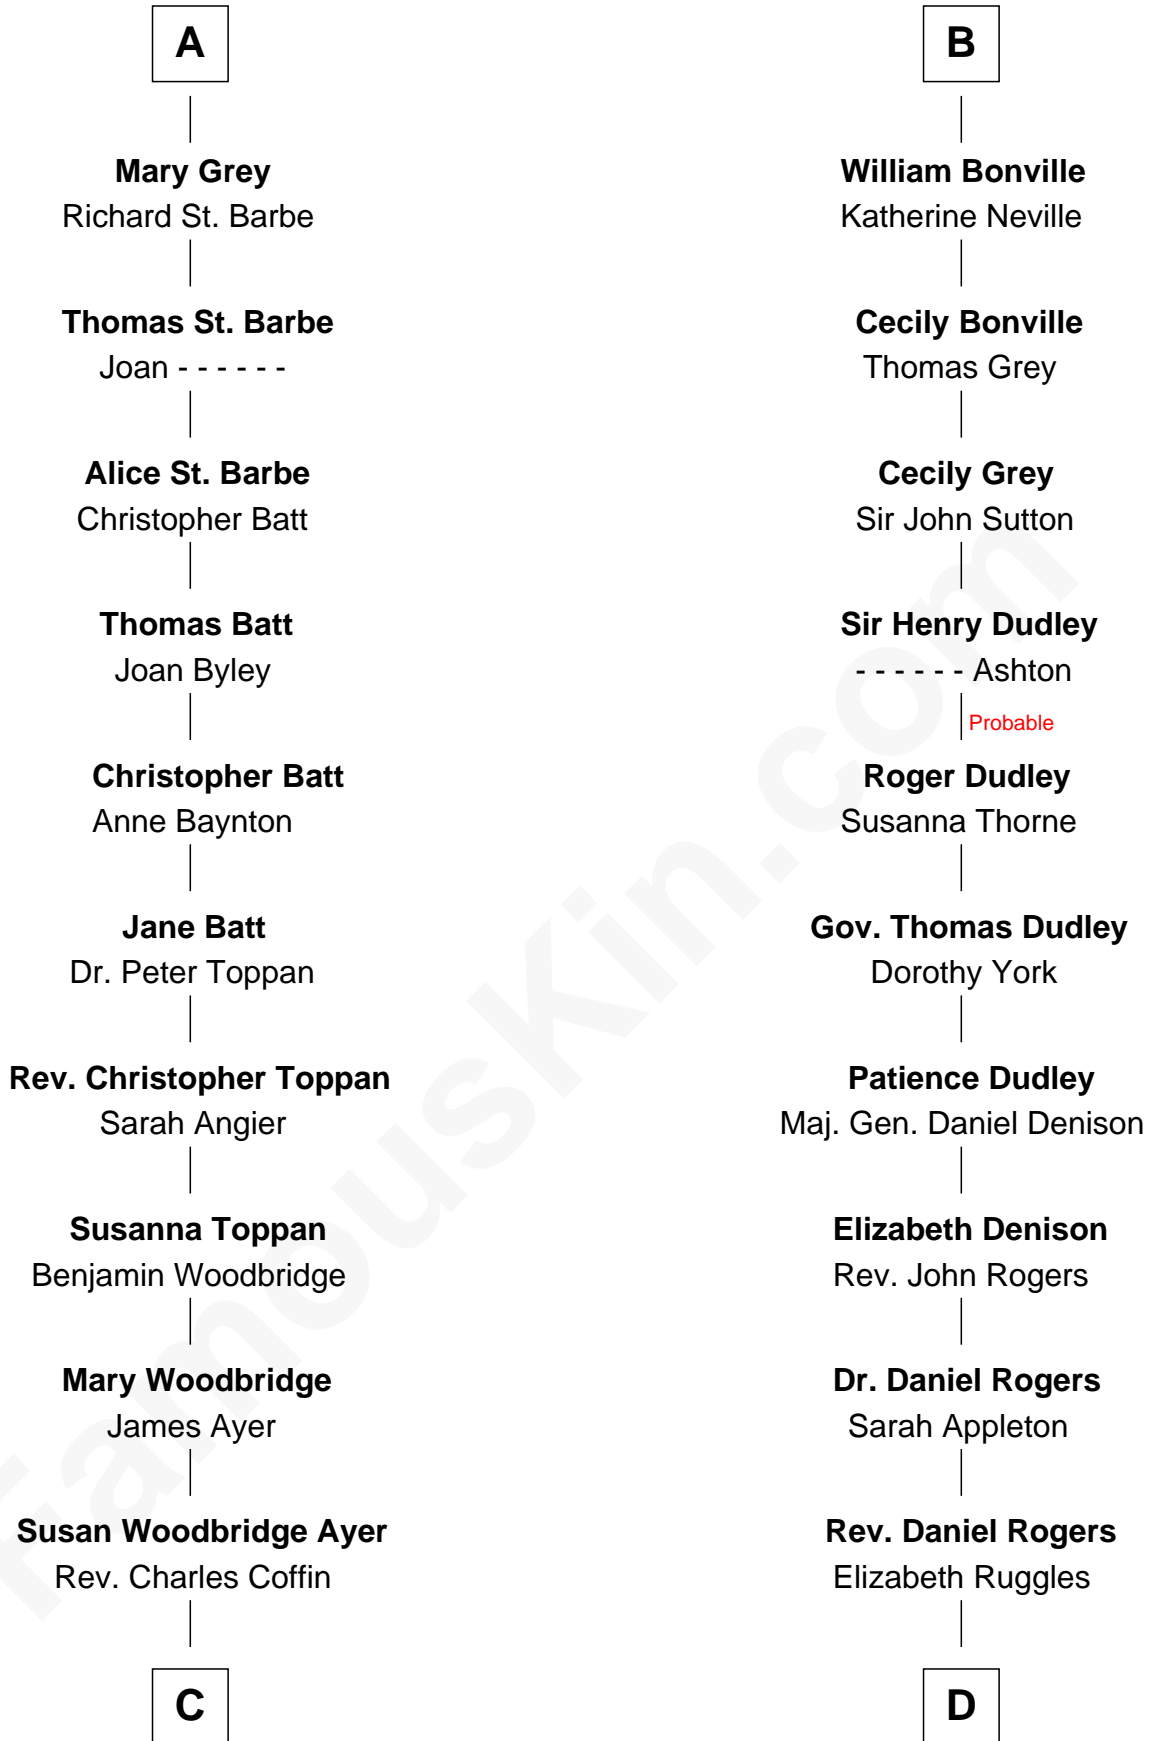 A
Mary Grey
Richard St. Barbe
Thomas St. Barbe
Joan - - - - - -
Alice St. Barbe
Christopher Batt
Thomas Batt
Joan Byley
Christopher Batt
Anne Baynton
Jane Batt
Dr. Peter Toppan
Rev. Christopher Toppan
Sarah Angier
Susanna Toppan
Benjamin Woodbridge
Mary Woodbridge
James Ayer
Susan Woodbridge Ayer
Rev. Charles Coffin
C
B
William Bonville
Katherine Neville
Cecily Bonville
Thomas Grey
Cecily Grey
Sir John Sutton
Sir Henry Dudley
- - - - - - Ashton
Probable
Roger Dudley
Susanna Thorne
Gov. Thomas Dudley
Dorothy York
Patience Dudley
Maj. Gen. Daniel Denison
Elizabeth Denison
Rev. John Rogers
Dr. Daniel Rogers
Sarah Appleton
Rev. Daniel Rogers
Elizabeth Ruggles
D
FamousKin.com